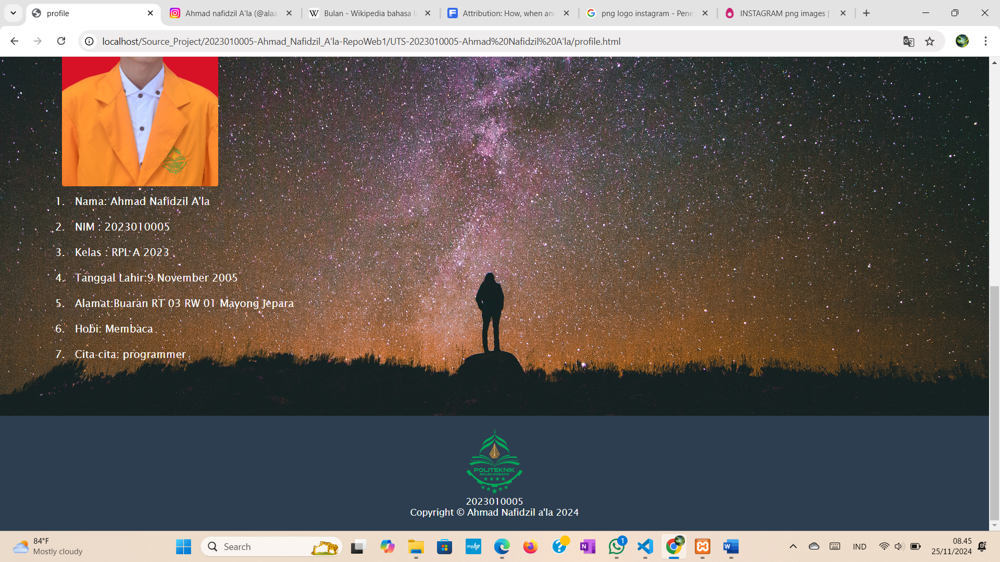 profile
Ahmad nafidzil A'la (@alaa
Bulan - Wikipedia bahasa I
Attribution: How, when and
png logo instagram - Pene
INSTAGRAM png images |
localhost/Source_Project/2023010005-Ahmad_Nafidzil_A'la-RepoWeb1/UTS-2023010005-Ahmad%20Nafidzil%20A'la/profile.html
1. Nama: Ahmad Nafidzil A'la
2. NIM : 2023010005
3. Kelas : RPL A 2023
4. Tanggal Lahir:9 November 2005
5. Alamat:Buaran RT 03 RW 01 Mayong Jepara
6. Hobi: Membaca
7. Cita-cita: programmer
POLITEKNIK
BALEKAMBANG
2023010005
Copyright © Ahmad Nafidzil a'la 2024
84°F
Mostly cloudy
Search
myhp
1
IND
08.45
25/11/2024